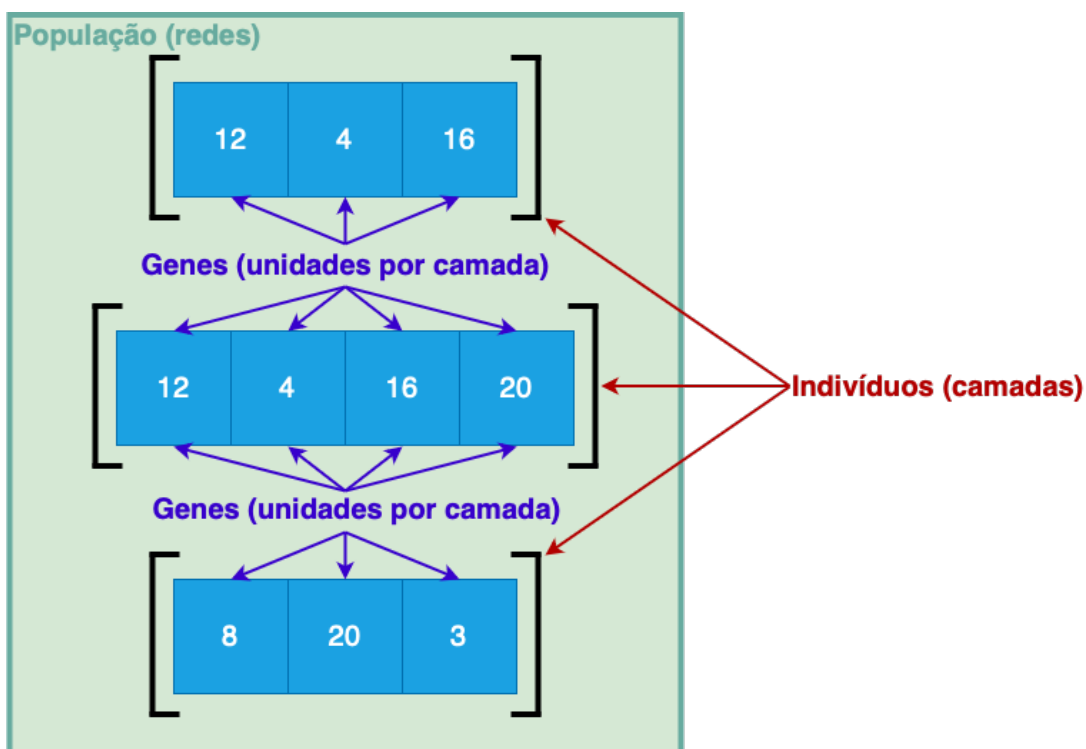 População (redes)
12 4 16
Genes (unidades por camada)
12 4 16 20
Indivíduos (camadas)
Genes (unidades por camada)
8 20 3